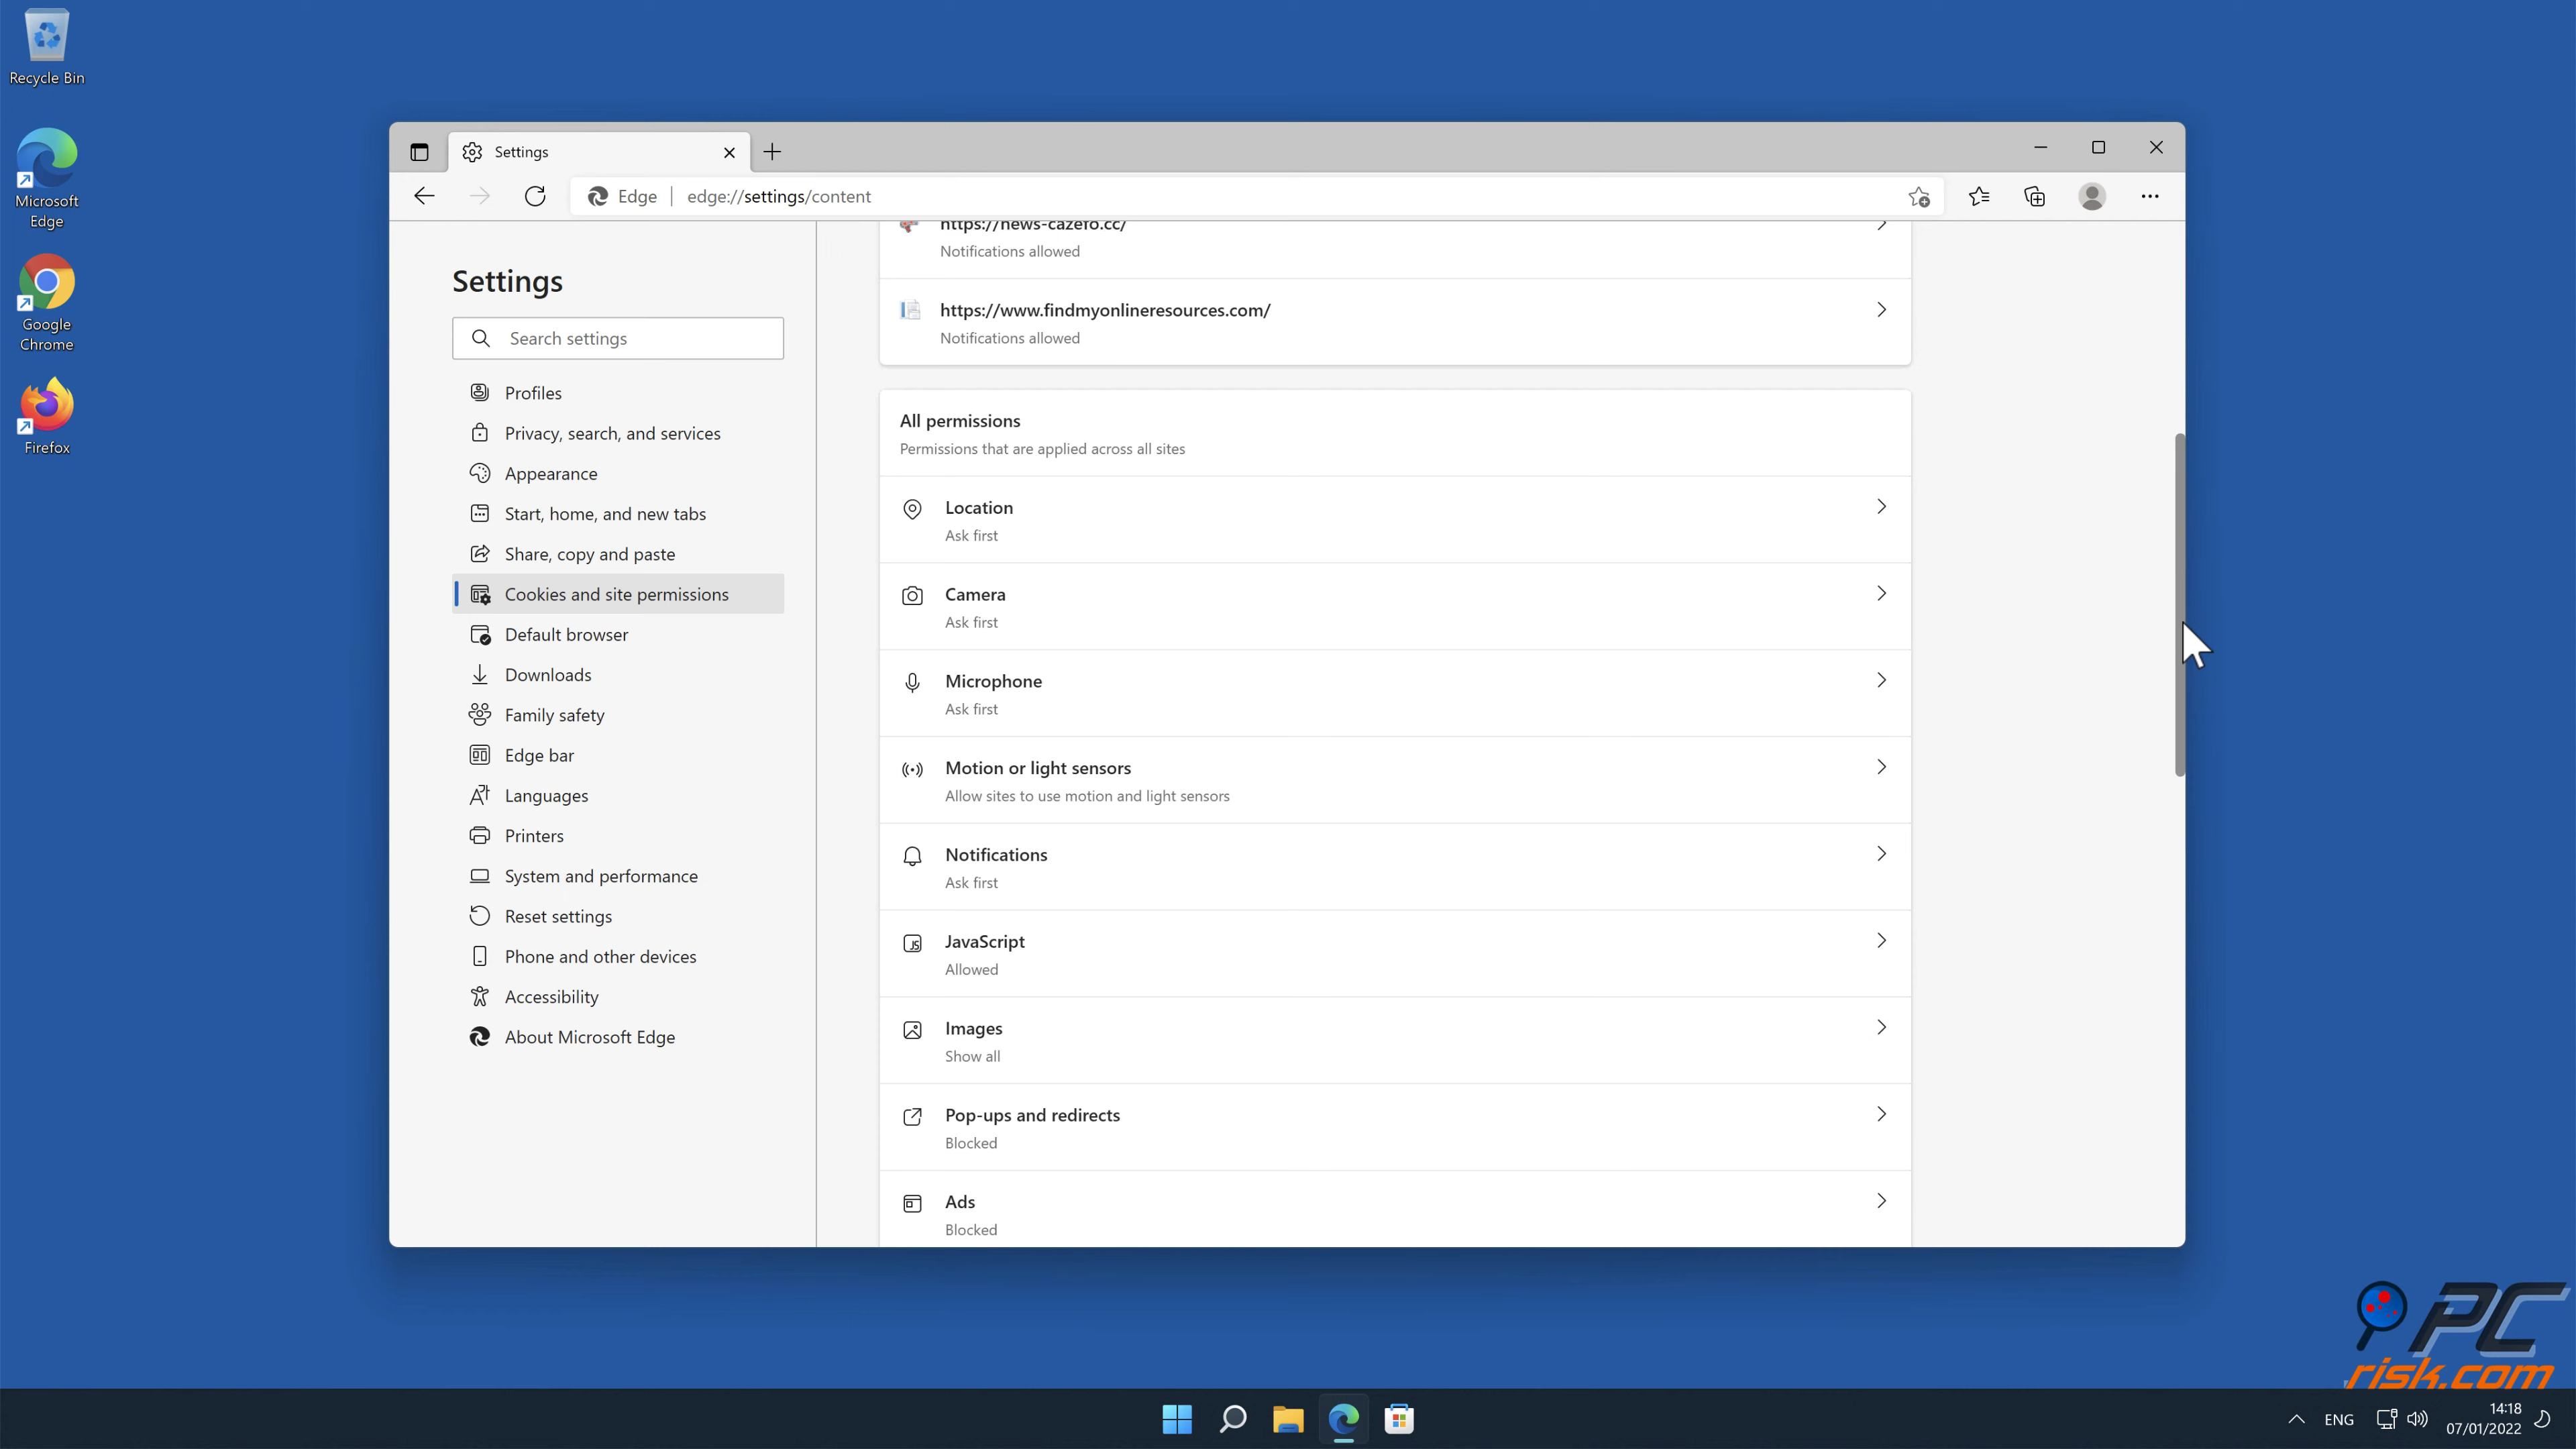 Recycle Bin
Microsoft
Edge
Google
Chrome
Firefox
Settings
Edge
edge://settings/content
Settings
Search settings
Profiles
Privacy, search, and services
Appearance
Start, home, and new tabs
Share, copy and paste
Cookies and site permissions
Default browser
Downloads
Family safety
Edge bar
Languages
Printers
System and performance
Reset settings
Phone and other devices
Accessibility
About Microsoft Edge
https://news-cazefo.cc/
Notifications allowed
https://www.findmyonlineresources.com/
Notifications allowed
All permissions
Permissions that are applied across all sites
Location
Ask first
Camera
Ask first
Microphone
Ask first
Motion or light sensors
Allow sites to use motion and light sensors
Notifications
Ask first
JavaScript
Allowed
Images
Show all
Pop-ups and redirects
Blocked
Ads
Blocked
PC
risk.com
ENG
14:18
07/01/2022